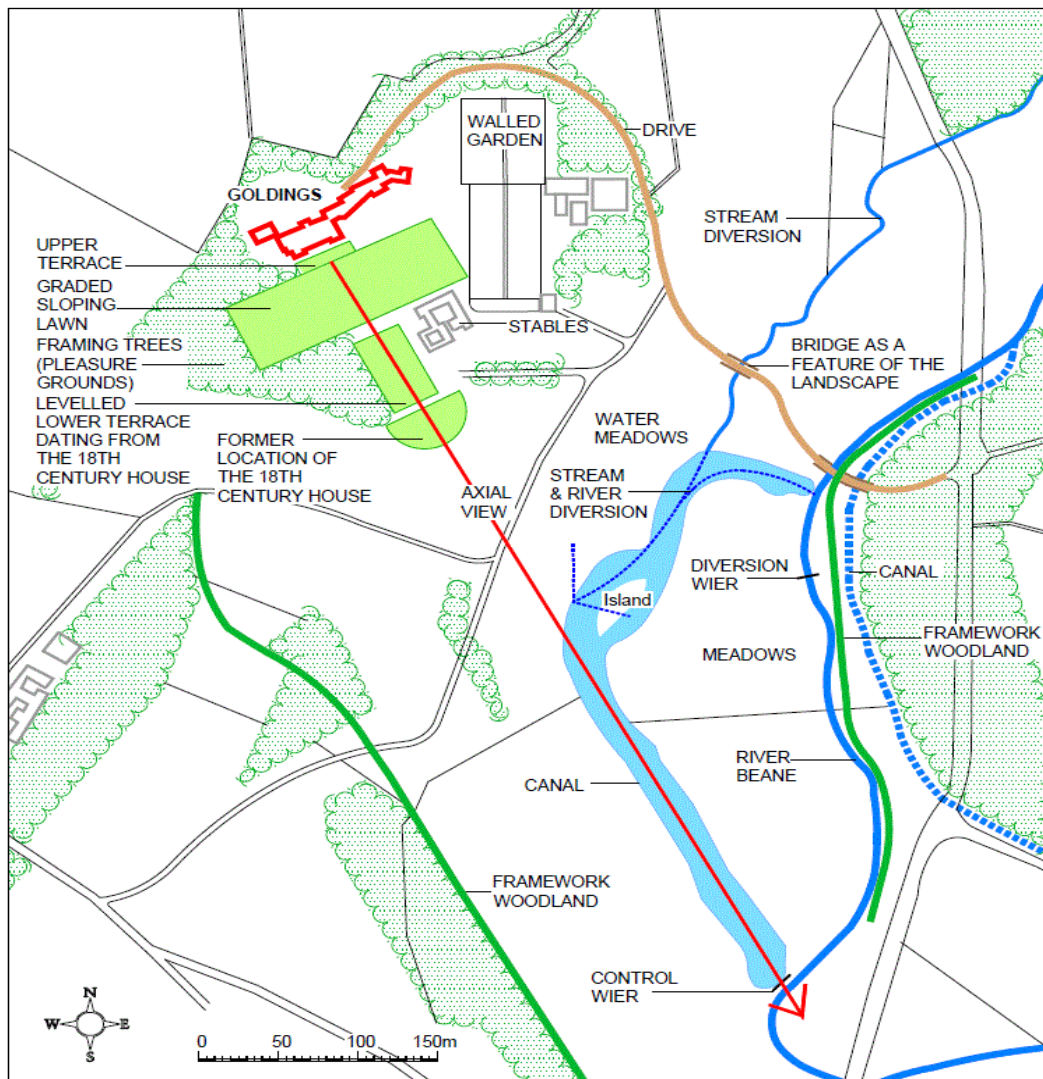 WALLED
GARDEN
DRIVE
GOLDINGS
UPPER
TERRACE
GRADED
SLOPING
LAWN
FRAMING TREES
(PLEASURE
GROUNDS)
LEVELLED
LOWER TERRACE
DATING FROM
THE 18TH
CENTURY HOUSE
FORMER
LOCATION OF
THE 18TH
CENTURY HOUSE
STABLES
STREAM
DIVERSION
BRIDGE AS A
FEATURE OF THE
LANDSCAPE
WATER
MEADOWS
STREAM
& RIVER
DIVERSION
AXIAL
VIEW
Island
DIVERSION
WIER
CANAL
FRAMEWORK
WOODLAND
MEADOWS
RIVER
BEANE
CANAL
FRAMEWORK
WOODLAND
CONTROL
WIER
N
W E
S
0 50 100 150m